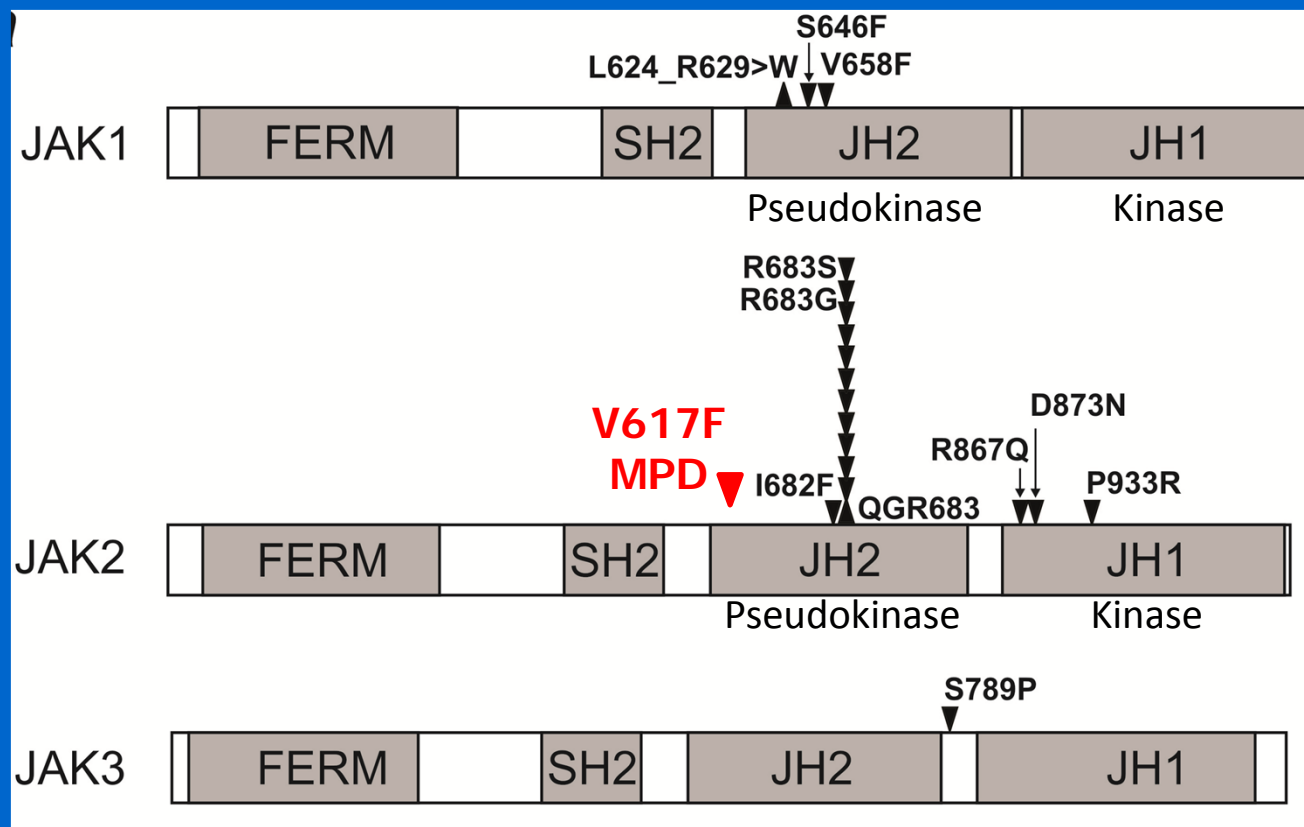 S646F
L624_R629>W V658F
JAK1 FERM SH2 JH2 JH1
Pseudokinase Kinase
R683S
R683G
V617F
MPD
D873N
R867Q
I682F QGR683 P933R
JAK2 FERM SH2 JH2 JH1
Pseudokinase Kinase
S789P
JAK3 FERM SH2 JH2 JH1